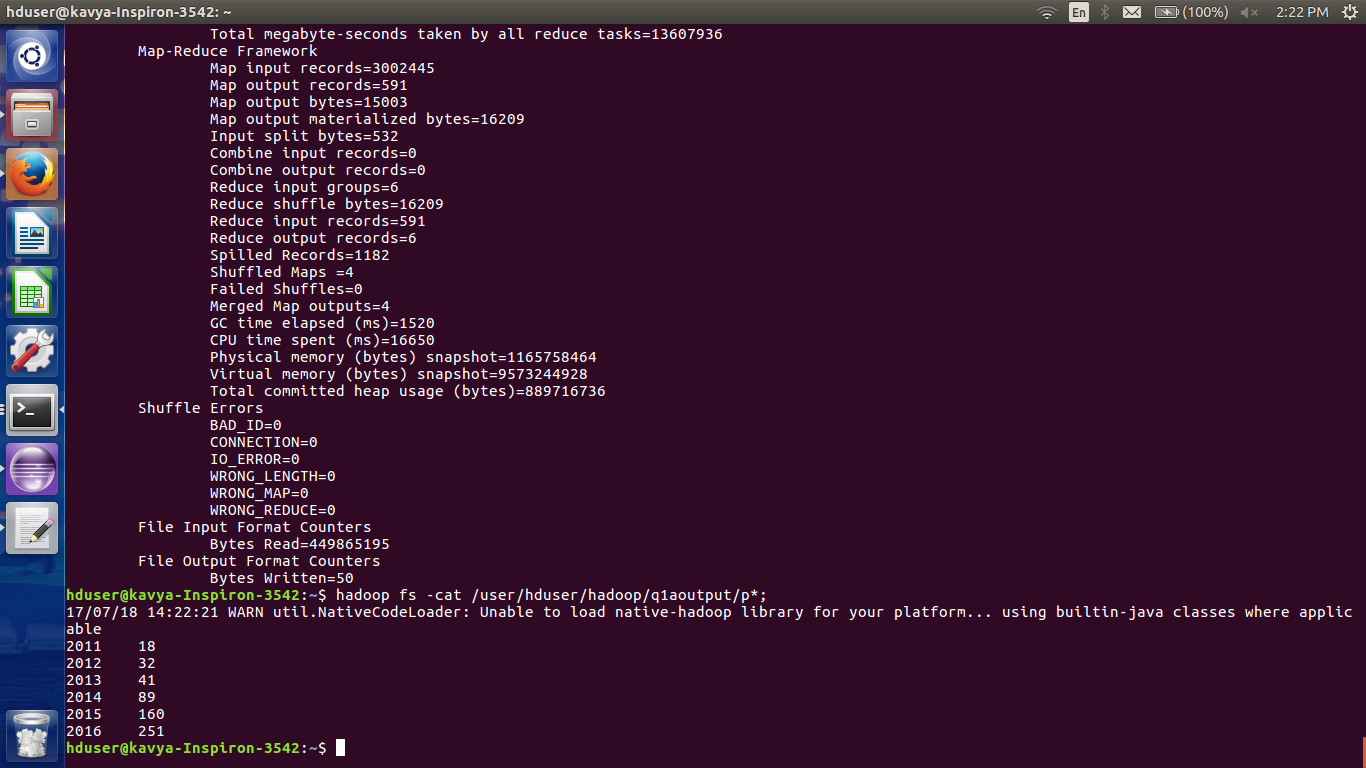 hduser@kavya-Inspiron-3542: ~
En
(100%)
2:22 PM
Total megabyte-seconds taken by all reduce tasks=13607936
Map-Reduce Framework
Map input records=3002445
Map output records=591
Map output bytes=15003
Map output materialized bytes=16209
Input split bytes=532
Combine input records=0
Combine output records=0
Reduce input groups=6
Reduce shuffle bytes=16209
Reduce input records=591
Reduce output records=6
Spilled Records=1182
Shuffled Maps =4
Failed Shuffles=0
Merged Map outputs=4
GC time elapsed (ms)=1520
CPU time spent (ms)=16650
Physical memory (bytes) snapshot=1165758464
Virtual memory (bytes) snapshot=9573244928
Total committed heap usage (bytes)=889716736
Shuffle Errors
BAD_ID=0
CONNECTION=0
IO_ERROR=0
WRONG_LENGTH=0
WRONG_MAP=0
WRONG_REDUCE=0
File Input Format Counters
Bytes Read=449865195
File Output Format Counters
Bytes Written=50
hduser@kavya-Inspiron-3542:~$ hadoop fs -cat /user/hduser/hadoop/q1aoutput/p*;
17/07/18 14:22:21 WARN util.NativeCodeLoader: Unable to load native-hadoop library for your platform... using builtin-java classes where applic
able
2011 18
2012 32
2013 41
2014 89
2015 160
2016 251
hduser@kavya-Inspiron-3542:~$